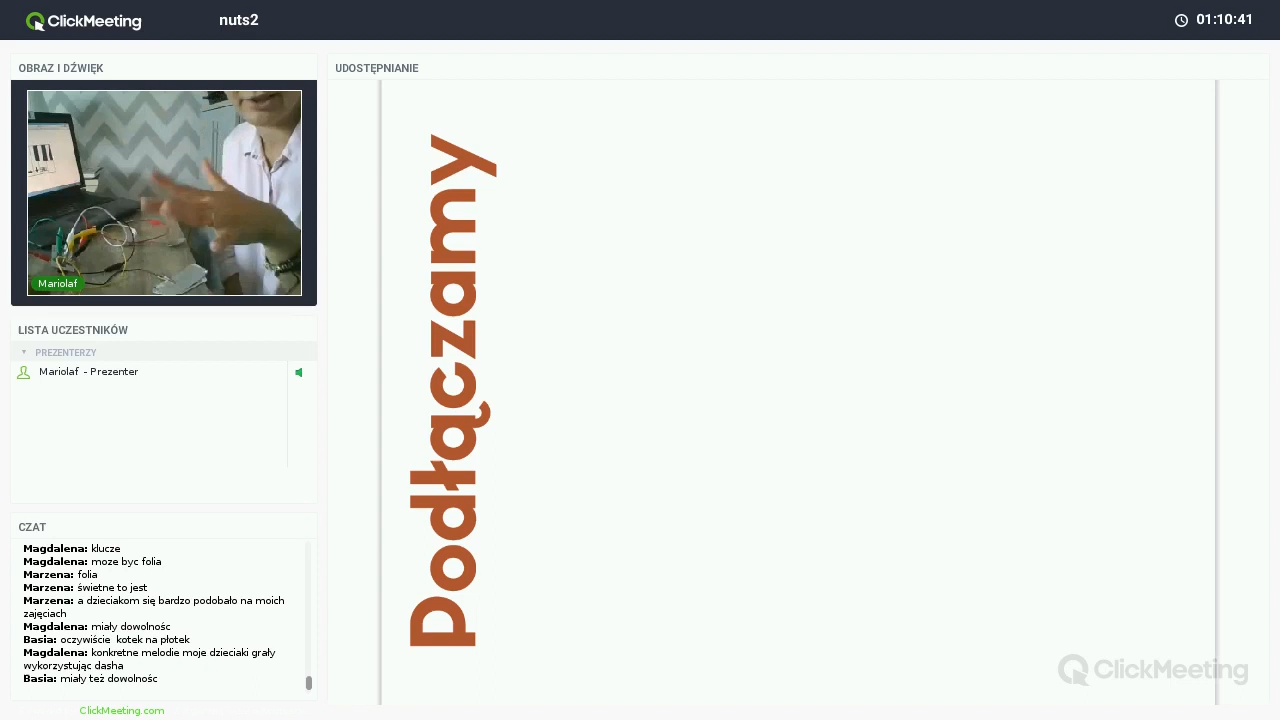 ClickMeeting
nuts2
01:10:41
OBRAZ I DŹWIĘK
UDOSTĘPNIANIE
Mariolaf
Podłączamy
LISTA UCZESTNIKÓW
PREZENTERZY
Mariolaf - Prezenter
CZAT
Magdalena: klucze
Magdalena: moze byc folia
Marzena: folia
Marzena: świetne to jest
Marzena: a dzieciakom się bardzo podobało na moich
zajęciach
Magdalena: miały dowolnośc
Basia: oczywiście kotek na płotek
Magdalena: konkretne melodie moje dzieciaki grały
wykorzystując dasha
Basia: miały też dowolnośc
ClickMeeting
ClickMeeting.com